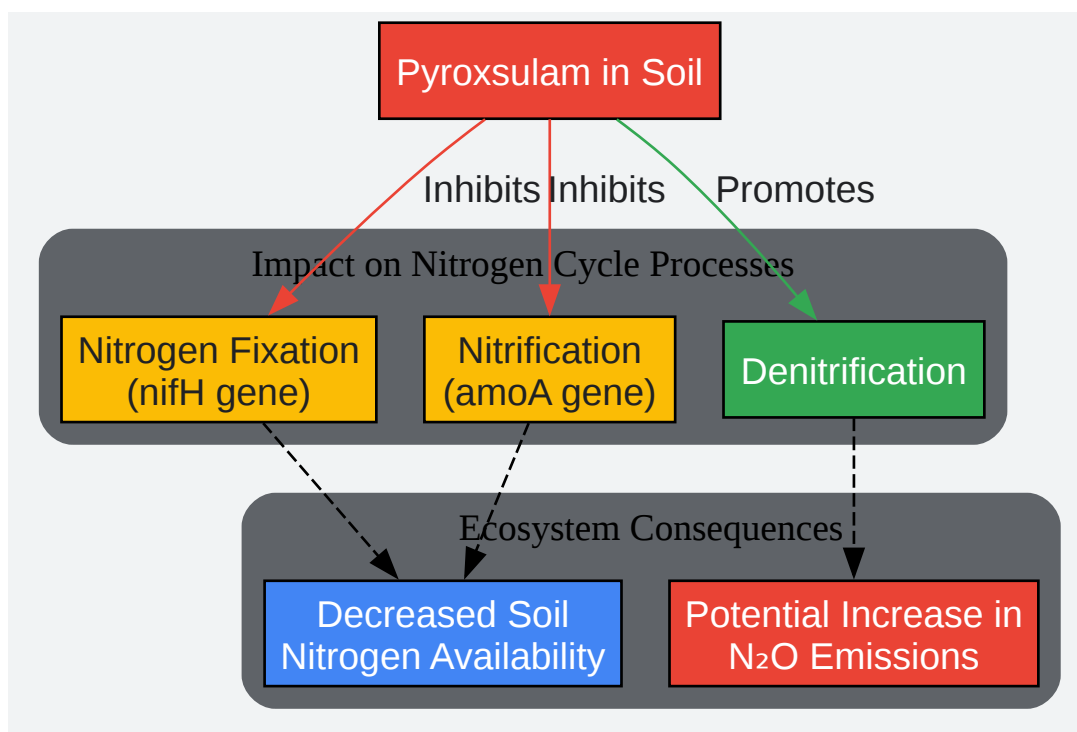 Pyroxsulam in Soil
Inhibits Inhibits Promotes
Impact on Nitrogen Cycle Processes
Nitrogen Fixation
(nifH gene)
Nitrification
(amoA gene)
Denitrification
Ecosystem Consequences
Decreased Soil
Nitrogen Availability
Potential Increase in
N₂O Emissions